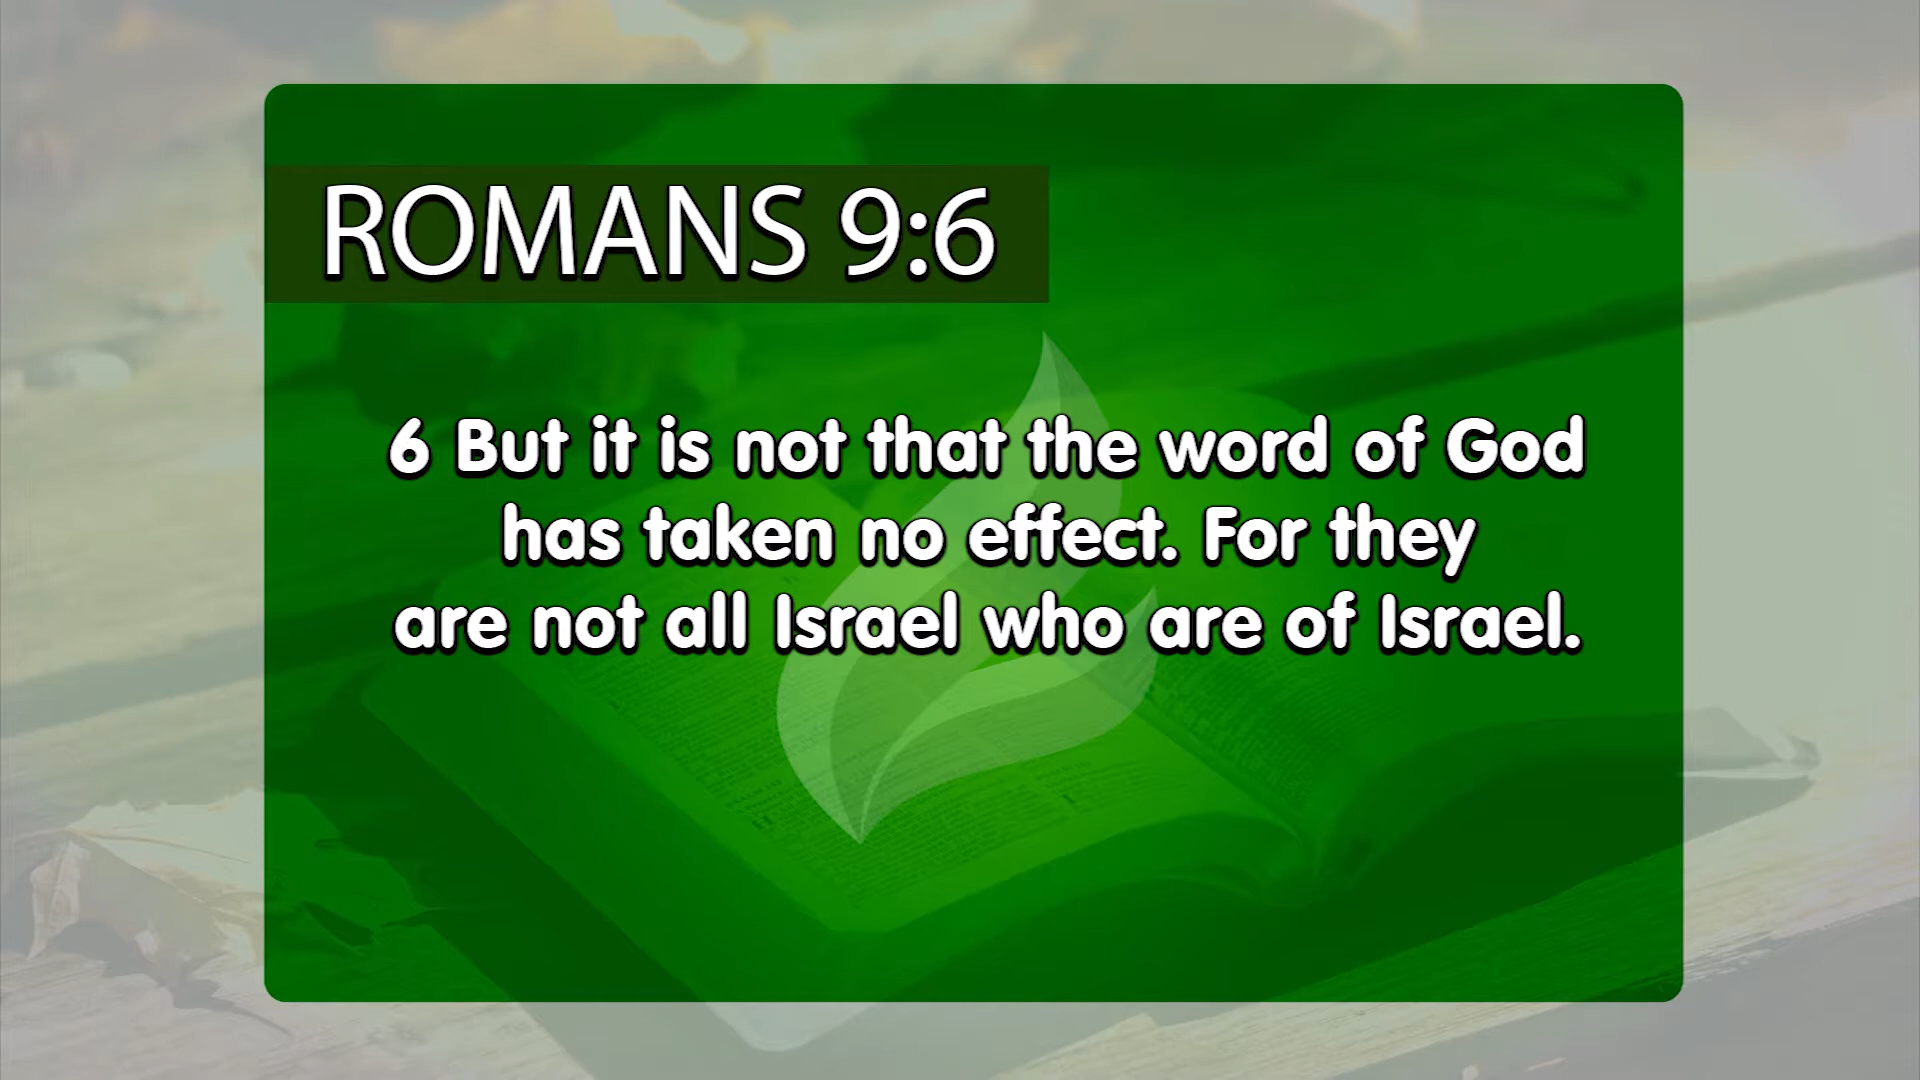 ROMANS 9:6
6 But it is not that the word of God
has taken no effect. For they
are not all Israel who are of Israel.